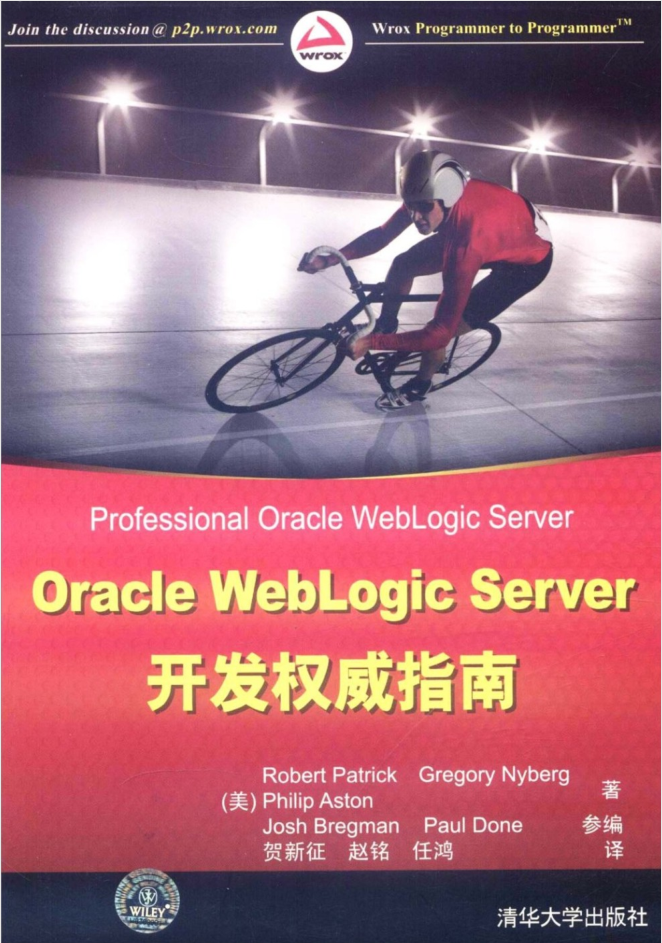 Join the discussion @ p2p.wrox.com
wrox
Wrox Programmer to Programmer™
Professional Oracle WebLogic Server
Oracle WebLogic Server
开发权威指南
Robert Patrick Gregory Nyberg
(美) Philip Aston 著
Josh Bregman Paul Done 参编
贺新征 赵铭 任鸿 译
WILEY
清华大学出版社